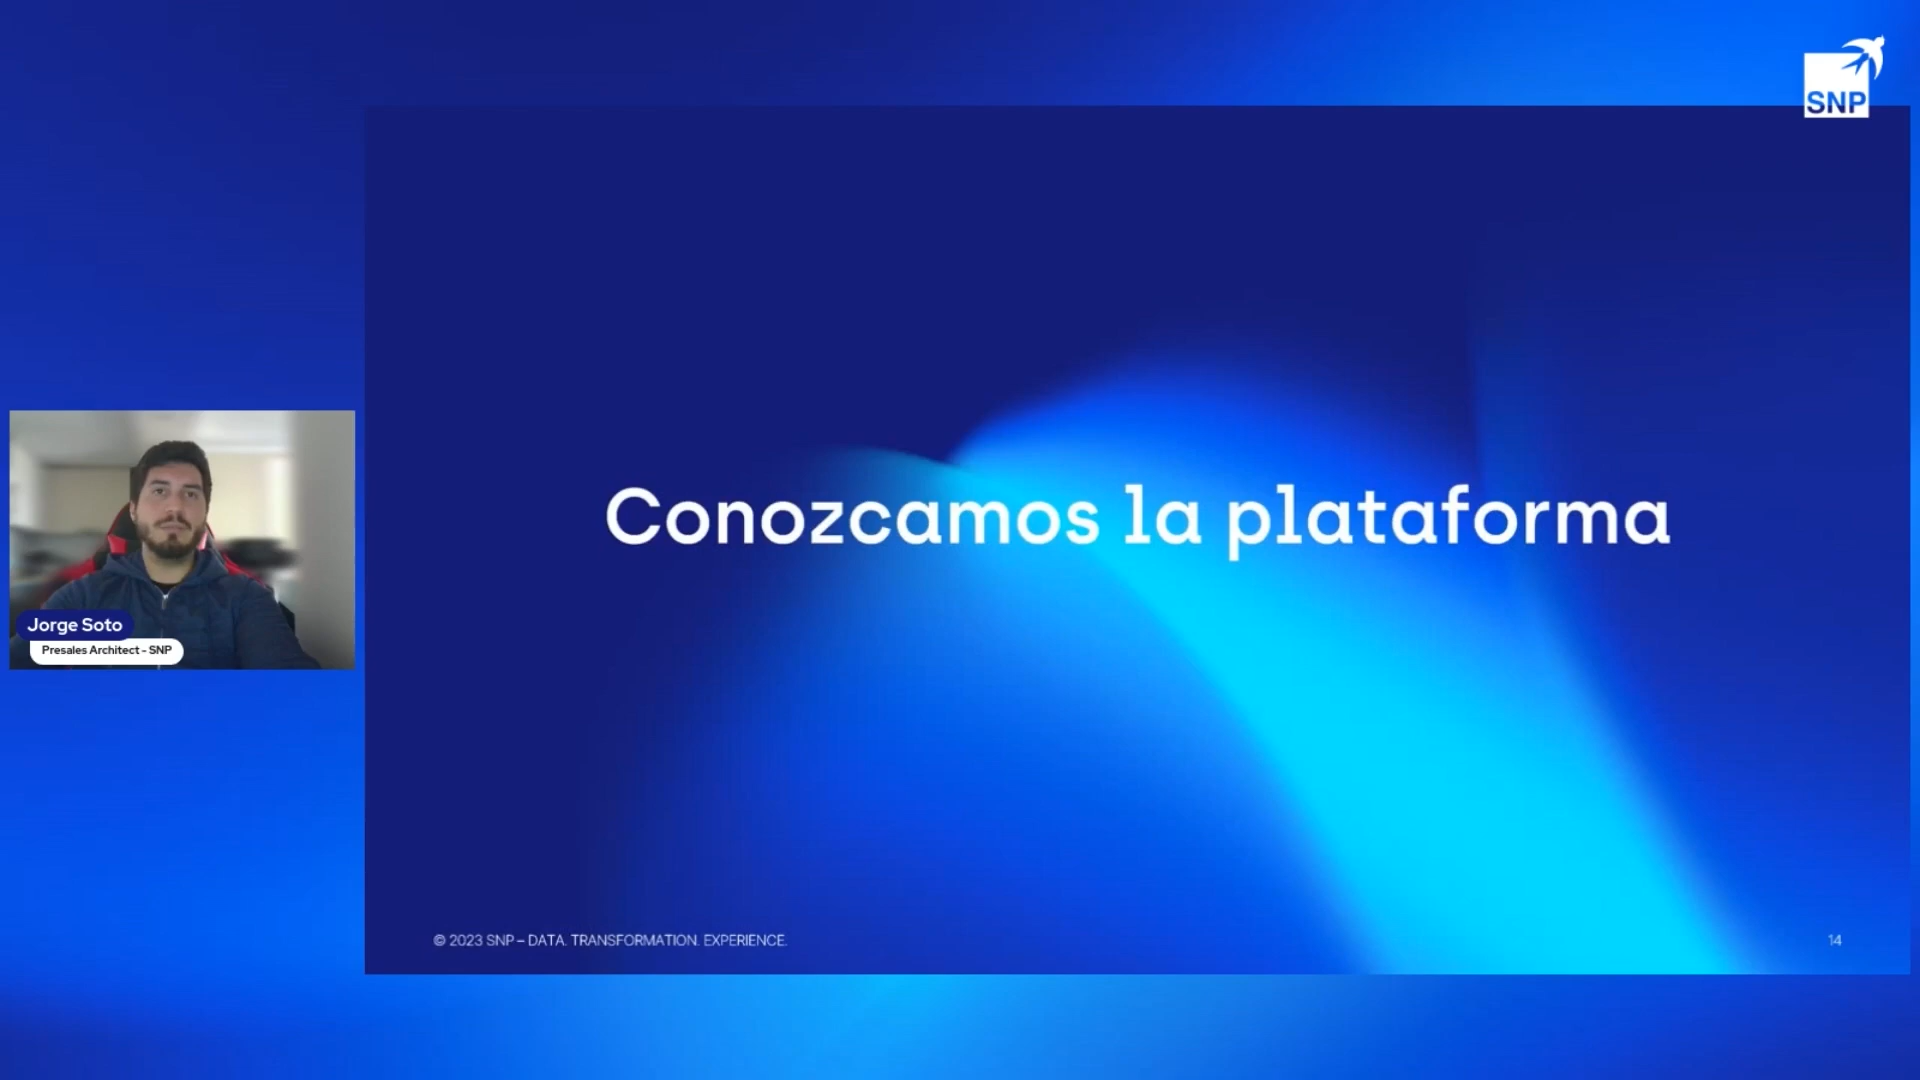 SNP
Conozcamos la plataforma
Jorge Soto
Presales Architect - SNP
© 2023 SNP – DATA. TRANSFORMATION. EXPERIENCE.
14